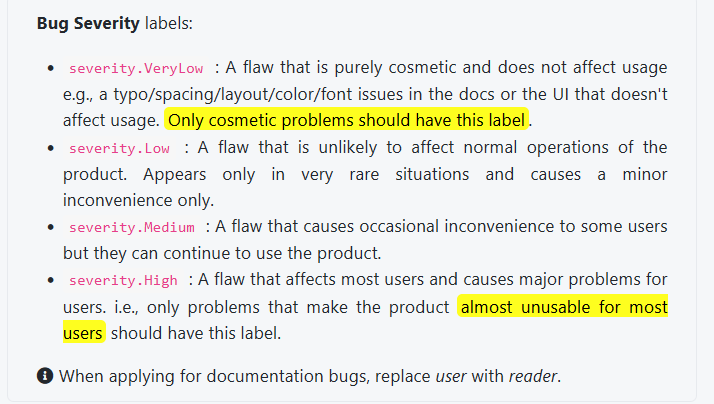 Bug Severity labels:
severity.VeryLow : A flaw that is purely cosmetic and does not affect usage
e.g., a typo/spacing/layout/color/font issues in the docs or the UI that doesn't
affect usage. Only cosmetic problems should have this label.
severity.Low : A flaw that is unlikely to affect normal operations of the
product. Appears only in very rare situations and causes a minor
inconvenience only.
severity.Medium : A flaw that causes occasional inconvenience to some users
but they can continue to use the product.
severity.High : A flaw that affects most users and causes major problems for
users. i.e., only problems that make the product almost unusable for most
users should have this label.
When applying for documentation bugs, replace user with reader.